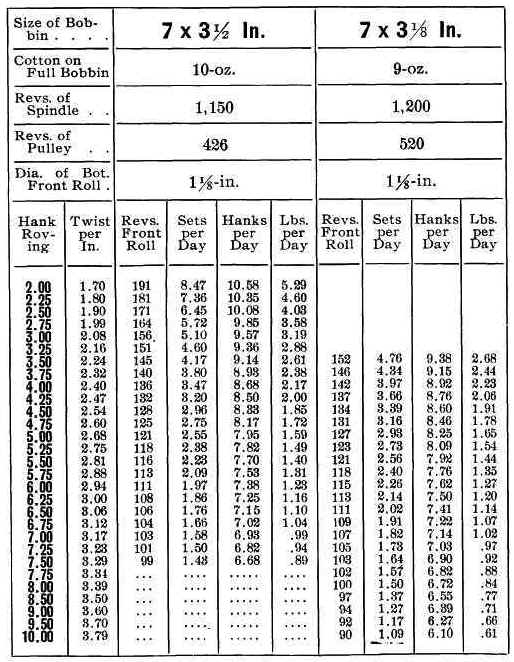 Size of Bob- 7 x 3½ In. 7 x 3⅛ In.
bin . . . .
Cotton on
Full Bobbin 10-oz. 9-oz.
Revs. of
Spindle . . 1,150 1,200
Revs. of
Pulley . . 426 520
Dia. of Bot.
Front Roll . 1⅛-in. 1⅛-in.
Hank Twist Revs. Sets Hanks Lbs. Revs. Sets Hanks Lbs.
Rov- per Front per per per Front per per per
ing In. Roll Day Day Day Roll Day Day Day
2.00 1.70 191 8.47 10.58 5.29
2.25 1.80 181 7.36 10.35 4.60
2.50 1.90 171 6.45 10.08 4.03
2.75 1.99 164 5.72 9.85 3.58
3.00 2.08 156. 5.10 9.57 3.19
3.25 2.16 151 4.60 9.36 2.88
3.50 2.24 145 4.17 9.14 2.61 152 4.76 9.38 2.68
3.75 2.32 140 3.80 8.93 2.38 146 4.34 9.15 2.44
4.00 2.40 136 3.47 8.68 2.17 142 3.97 8.92 2.23
4.25 2.47 132 3.20 8.50 2.00 137 3.66 8.76 2.06
4.50 2.54 128 2.96 8.33 1.85 134 3.39 8.60 1.91
4.75 2.60 125 2.75 8.17 1.72 131 3.16 8.46 1.78
5.00 2.68 121 2.55 7.95 1.59 127 2.93 8.25 1.65
5.25 2.75 118 2.38 7.82 1.49 123 2.73 8.09 1.54
5.50 2.81 116 2.23 7.70 1.40 121 2.56 7.92 1.44
5.75 2.88 113 2.09 7.53 1.31 118 2.40 7.76 1.35
6.00 2.94 111 1.97 7.38 1.23 115 2.26 7.62 1.27
6.25 3.00 108 1.86 7.25 1.16 113 2.14 7.50 1.20
6.50 3.06 106 1.76 7.15 1.10 111 2.02 7.41 1.14
6.75 3.12 104 1.66 7.02 1.04 109 1.91 7.22 1.07
7.00 3.17 103 1.58 6.93 .99 107 1.82 7.14 1.02
7.25 3.23 101 1.50 6.82 .94 105 1.73 7.03 .97
7.50 3.29 99 1.43 6.68 .89 103 1.64 6.90 .92
7.75 3.34 ... .... .... .... 102 1.57 6.82 .88
8.00 3.39 ... .... .... .... 100 1.50 6.72 .84
8.50 3.50 ... .... .... .... 97 1.37 6.55 .77
9.00 3.60 ... .... .... .... 94 1.27 6.39 .71
9.50 3.70 ... .... .... .... 92 1.17 6.27 .66
10.00 3.79 ... .... .... .... 90 1.09 6.10 .61